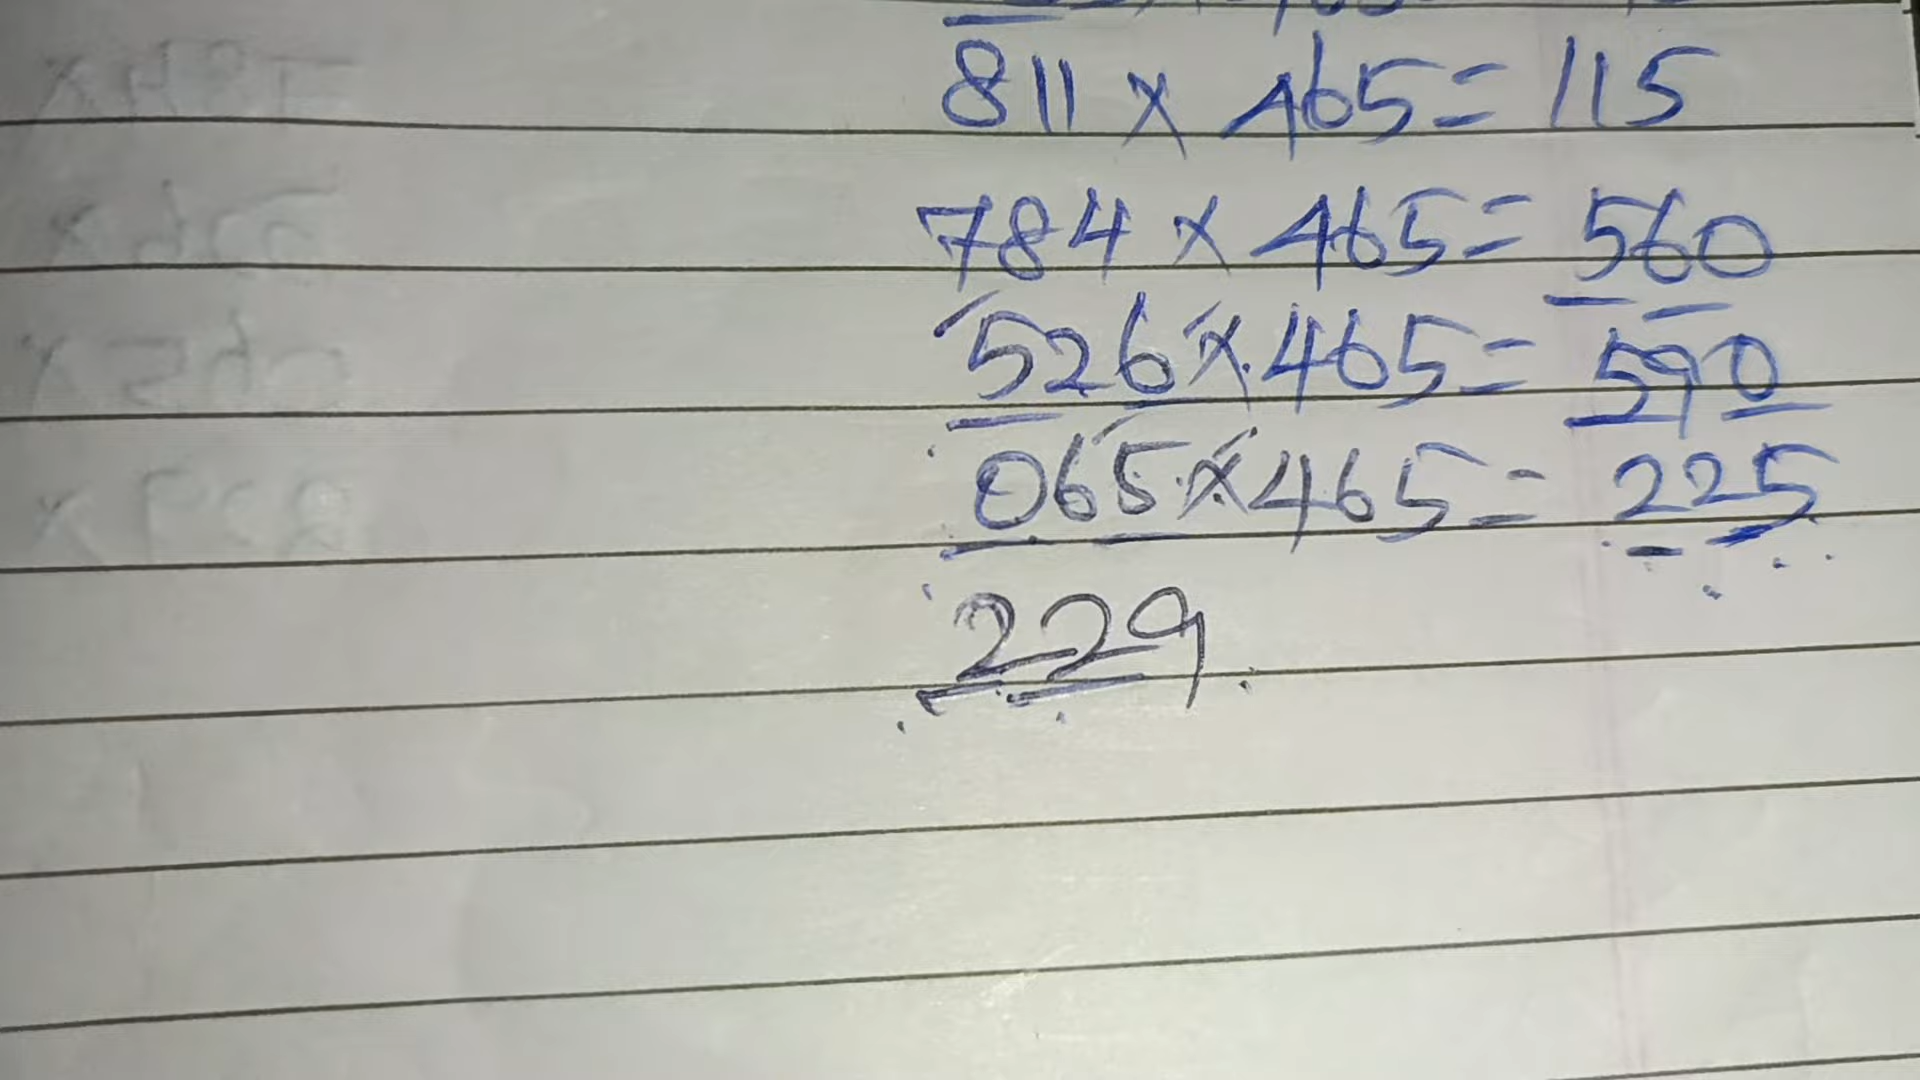 811 x 465 = 115
784 x 465 = 560
526 x 465 = 590
065 x 465 = 225
229